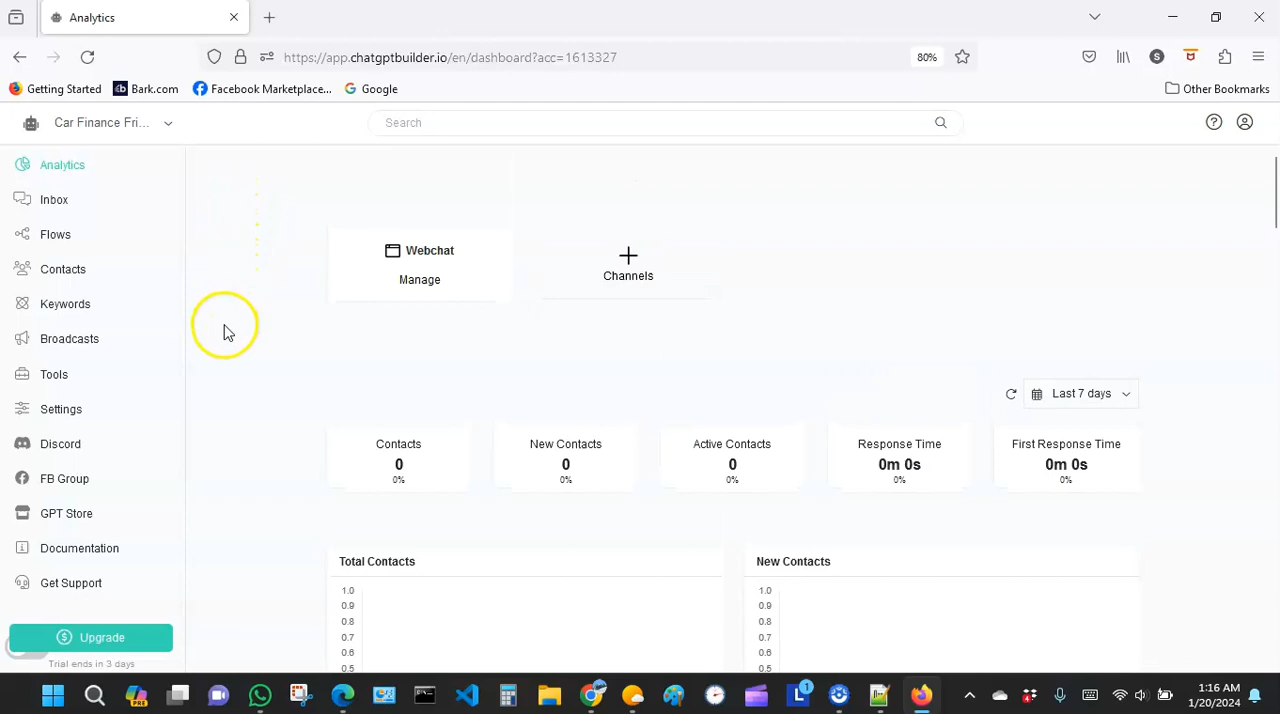 Analytics
https://app.chatgptbuilder.io/en/dashboard?acc=1613327
80%
S
Getting Started
b Bark.com
Facebook Marketplace...
Google
Other Bookmarks
Car Finance Fri...
Search
Analytics
Inbox
Flows
Contacts
Keywords
Broadcasts
Tools
Settings
Discord
FB Group
GPT Store
Documentation
Get Support
Upgrade
Trial ends in 3 days
Webchat
Manage
Channels
Last 7 days
Contacts
0
0%
New Contacts
0
0%
Active Contacts
0
0%
Response Time
0m 0s
0%
First Response Time
0m 0s
0%
Total Contacts
1.0
0.9
0.8
0.7
0.6
0.5
New Contacts
1.0
0.9
0.8
0.7
0.6
0.5
PRE
L
1
4
1:16 AM
1/20/2024